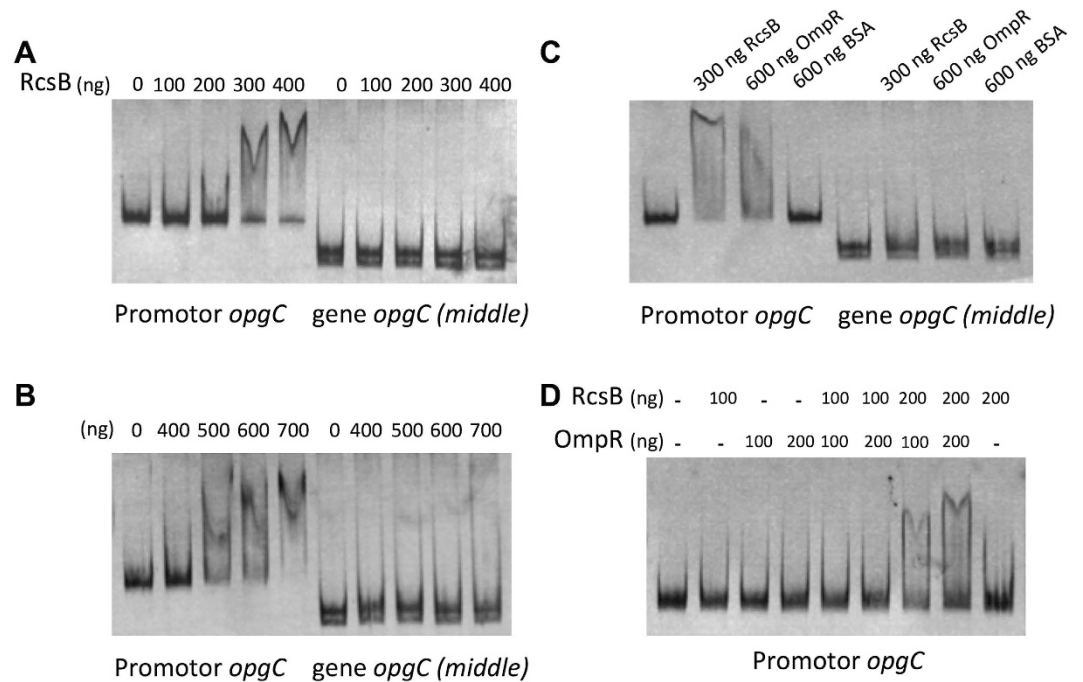 A
RcsB (ng) 0 100 200 300 400 0 100 200 300 400
Promotor opgC gene opgC (middle)
B
(ng) 0 400 500 600 700 0 400 500 600 700
Promotor opgC gene opgC (middle)
C
300 ng RcsB 600 ng OmpR 600 ng BSA 300 ng RcsB 600 ng OmpR 600 ng BSA
Promotor opgC gene opgC (middle)
D
RcsB (ng) - 100 - - 100 100 200 200 200
OmpR (ng) - - 100 200 100 200 100 200 -
Promotor opgC